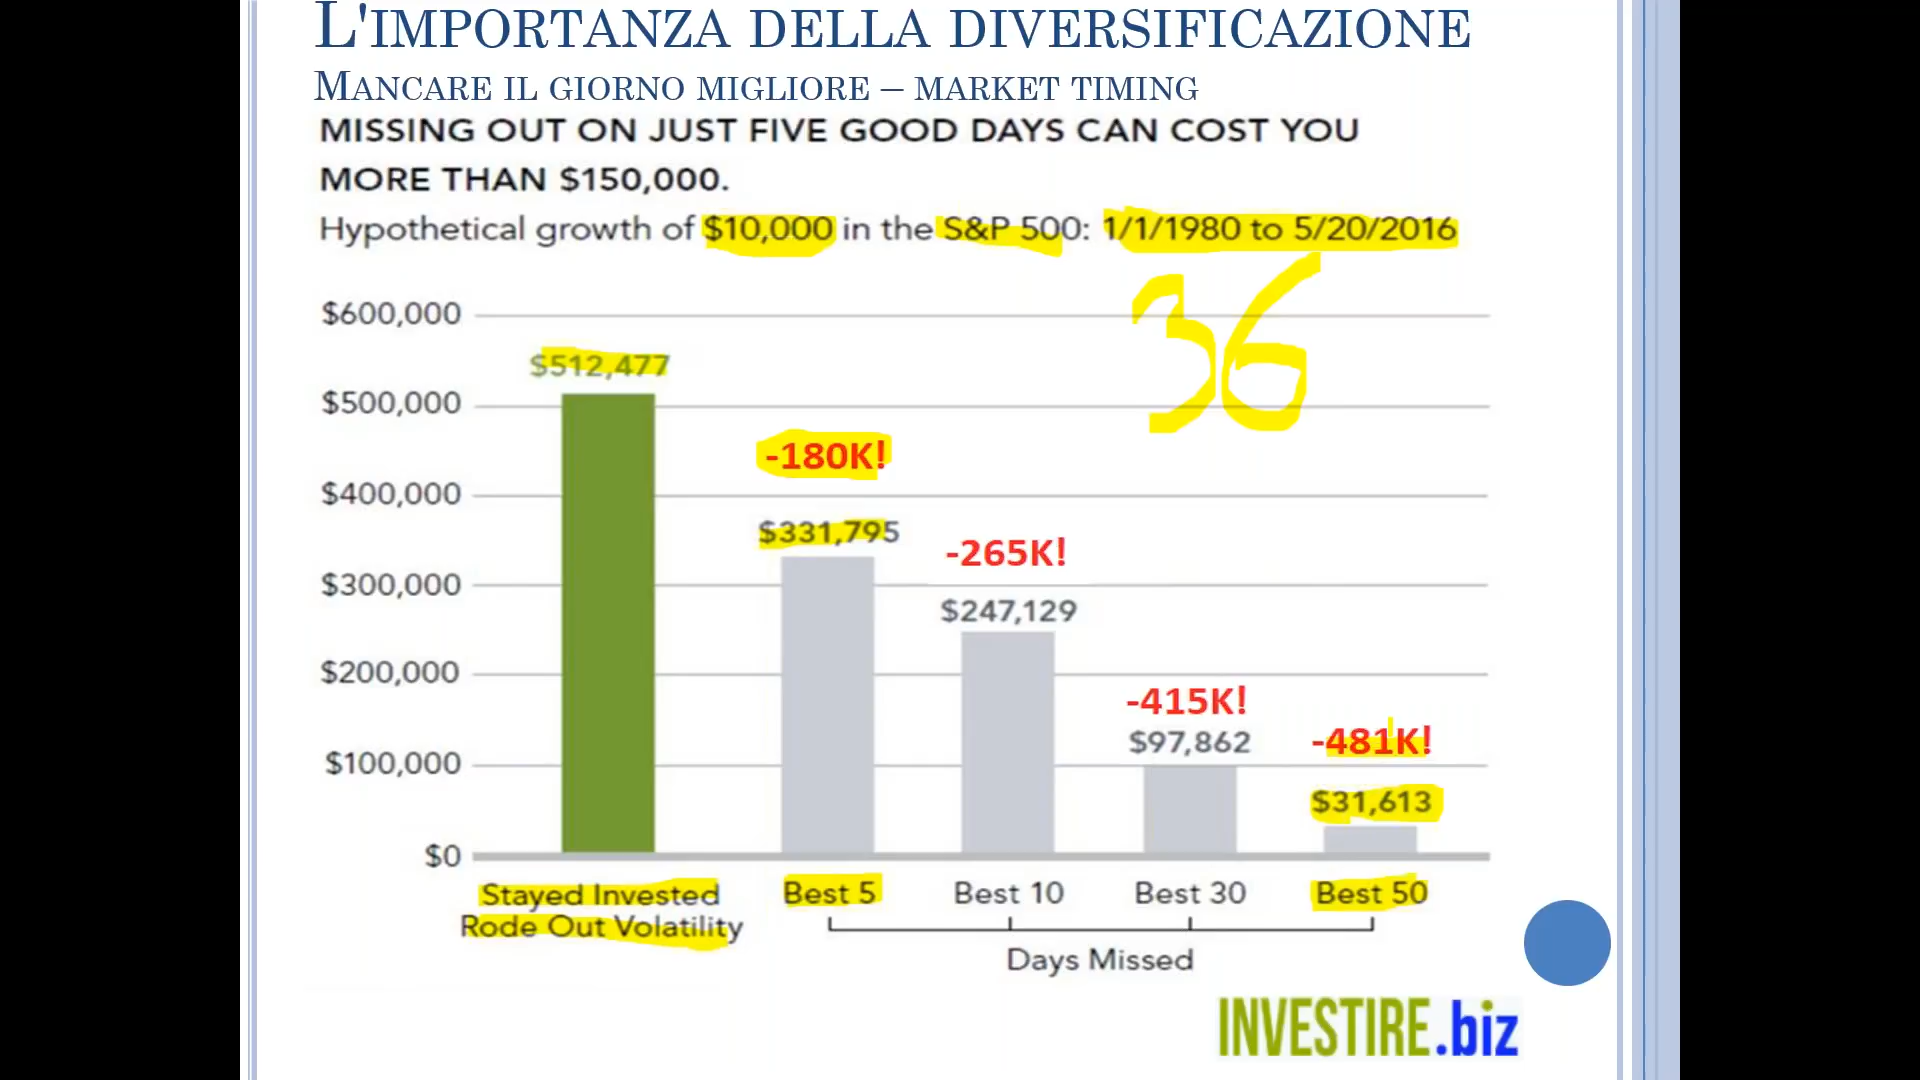 L'IMPORTANZA DELLA DIVERSIFICAZIONE
MANCARE IL GIORNO MIGLIORE – MARKET TIMING
MISSING OUT ON JUST FIVE GOOD DAYS CAN COST YOU
MORE THAN $150,000.
Hypothetical growth of $10,000 in the S&P 500: 1/1/1980 to 5/20/2016
36
$600,000
$512,477
$500,000
-180K!
$400,000
$331,795
-265K!
$300,000
$247,129
$200,000
-415K!
$97,862
-481K!
$100,000
$31,613
$0
Stayed Invested
Rode Out Volatility
Best 5
Best 10
Best 30
Best 50
Days Missed
INVESTIRE.biz